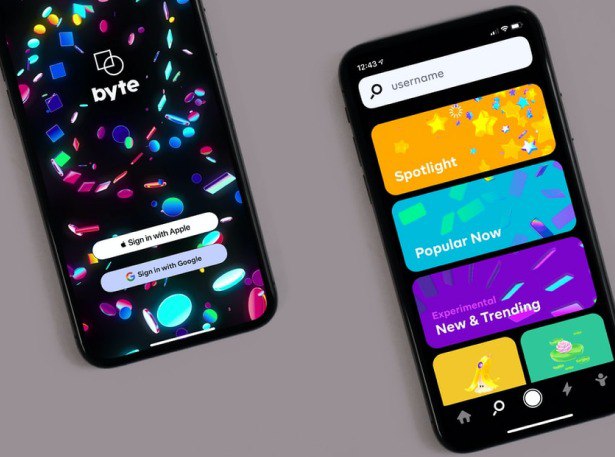 byte
Sign in with Apple
Sign in with Google
12:43
username
Spotlight
Popular Now
Experimental
New & Trending